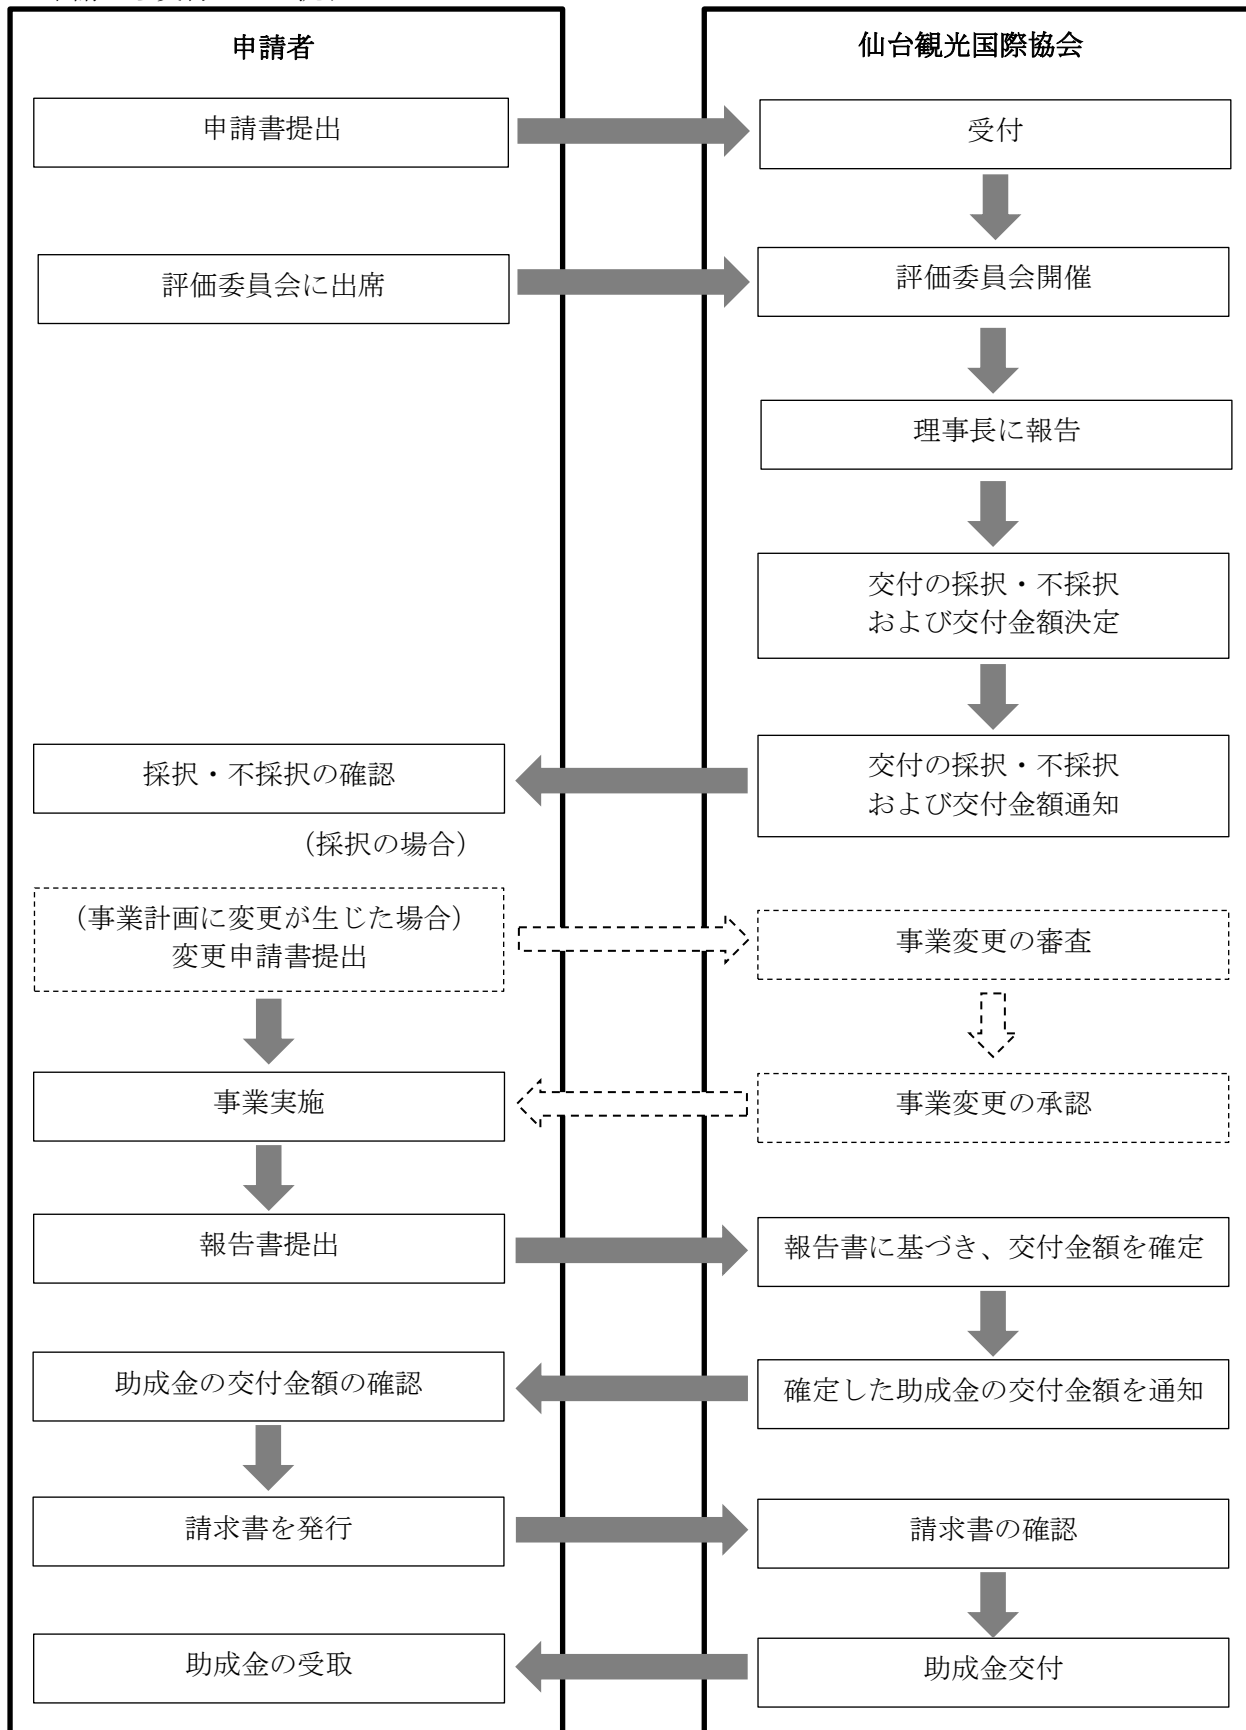 申請者
仙台観光国際協会
申請書提出
受付
評価委員会に出席
評価委員会開催
理事長に報告
交付の採択・不採択
および交付金額決定
採択・不採択の確認
交付の採択・不採択
および交付金額通知
（採択の場合）
（事業計画に変更が生じた場合）
変更申請書提出
事業変更の審査
事業実施
事業変更の承認
報告書提出
報告書に基づき、交付金額を確定
助成金の交付金額の確認
確定した助成金の交付金額を通知
請求書を発行
請求書の確認
助成金の受取
助成金交付